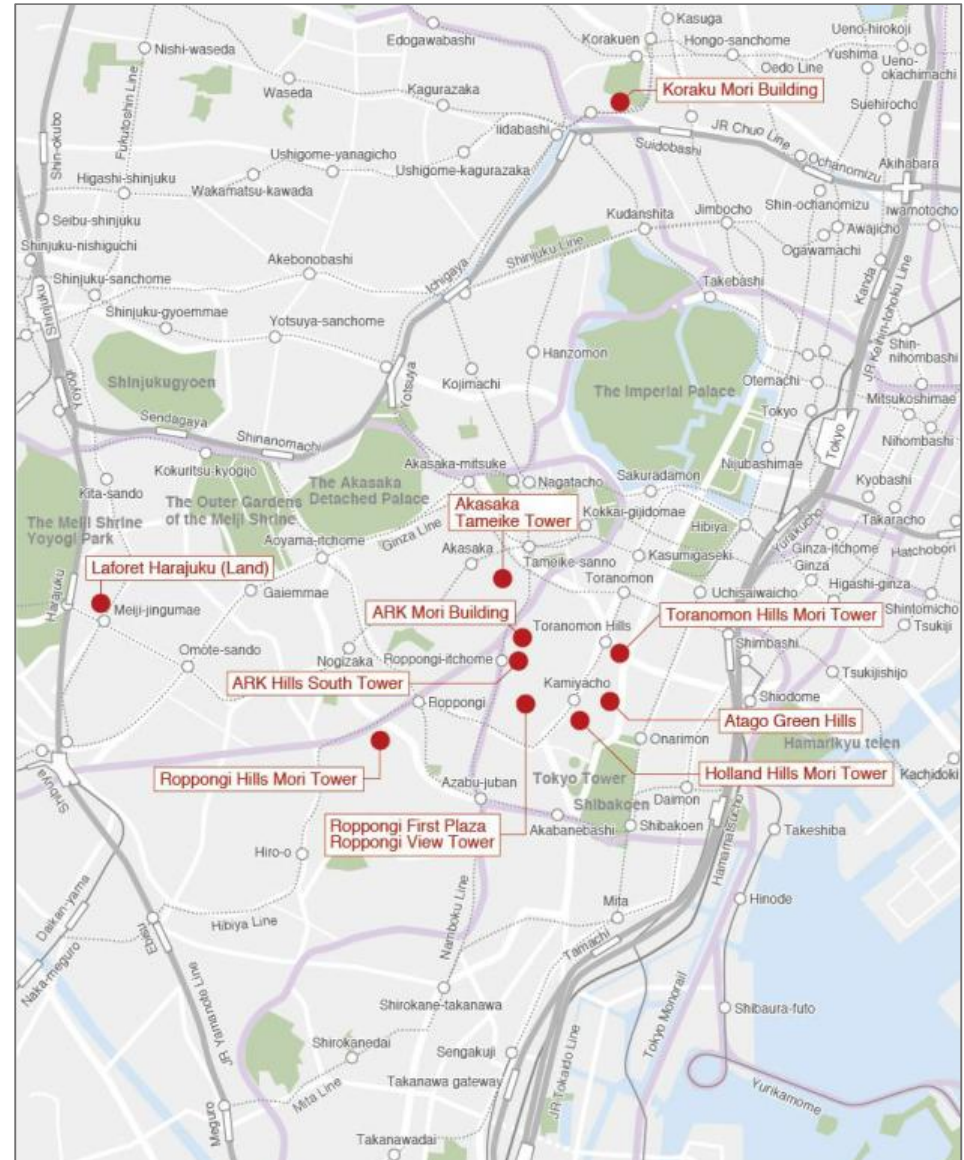 Kasuga
Edogawabashi
Korakuen
Hongo-sanchome
Ueno-hirokoji
Nishi-waseda
Oedo Line
Yushima
Ueno-
okachimachi
Waseda
Kagurazaka
Koraku Mori Building
Suehirocho
Fukutoshin Line
Shin-okubo
Iidabashi
Suidobashi
JR Chuo Line
Ochanomizu
Akihabara
Ushigome-yanagicho
Ushigome-kagurazaka
Higashi-shinjuku
Wakamatsu-kawada
Shin-ochanomizu
Iwamotocho
Seibu-shinjuku
Kudanshita
Jimbocho
Awajicho
Ogawamachi
Shinjuku-nishiguchi
Shinjuku Line
Akebonobashi
Ichigaya
Takebashi
Kanda
JR Keihin-tohoku Line
Shinjuku-sanchome
Shinjuku
Shinjuku-gyoemmae
Yotsuya-sanchome
Hanzomon
Shin-
nihombashi
Yoyogi
Shinjukugyoen
Yotsuya
Kojimachi
The Imperial Palace
Otemachi
Mitsukoshimae
Tokyo
Tokyo
Sendagaya
Shinanomachi
Nihombashi
Kokuritsu-kyogijo
Akasaka-mitsuke
Nagatacho
Sakuradamon
Nijubashimae
Kyobashi
Kita-sando
The Outer Gardens
of the Meiji Shrine
The Akasaka
Detached Palace
Akasaka
Tameike Tower
Kokkai-gijidomae
Hibiya
Yurakucho
Takaracho
The Meiji Shrine
Yoyogi Park
Ginza Line
Aoyama-itchome
Akasaka
Tameike-sanno
Kasumigaseki
Ginza-itchome
Hatchobori
Laforet Harajuku (Land)
Gaiemmae
Toranomon
Uchisaiwaicho
Ginza
Higashi-ginza
Harajuku
Meiji-jingumae
ARK Mori Building
Toranomon Hills Mori Tower
Shintomicho
Tsukiji
Omote-sando
Nogizaka
Roppongi-itchome
Toranomon Hills
Shimbashi
ARK Hills South Tower
Kamiyacho
Tsukijishijo
Roppongi
Shiodome
Atago Green Hills
Onarimon
Hamarikyu teien
Roppongi Hills Mori Tower
Azabu-juban
Tokyo Tower
Holland Hills Mori Tower
Kachidoki
Shibuya
Shibakoen
Daimon
Roppongi First Plaza
Roppongi View Tower
Akabanebashi
Shibakoen
Hamamatsucho
Takeshiba
Hiro-o
Daikan-yama
Mita
Hinode
Hibiya Line
Ebisu
Namboku Line
Tamachi
Naka-meguro
JR Yamanote Line
Shirokane-takanawa
Tokyo Monorail
Shibaura-futo
Shirokanedai
Sengakuji
JR Tokaido Line
Meguro
Mita Line
Takanawa gateway
Yurikamome
Takanawadai